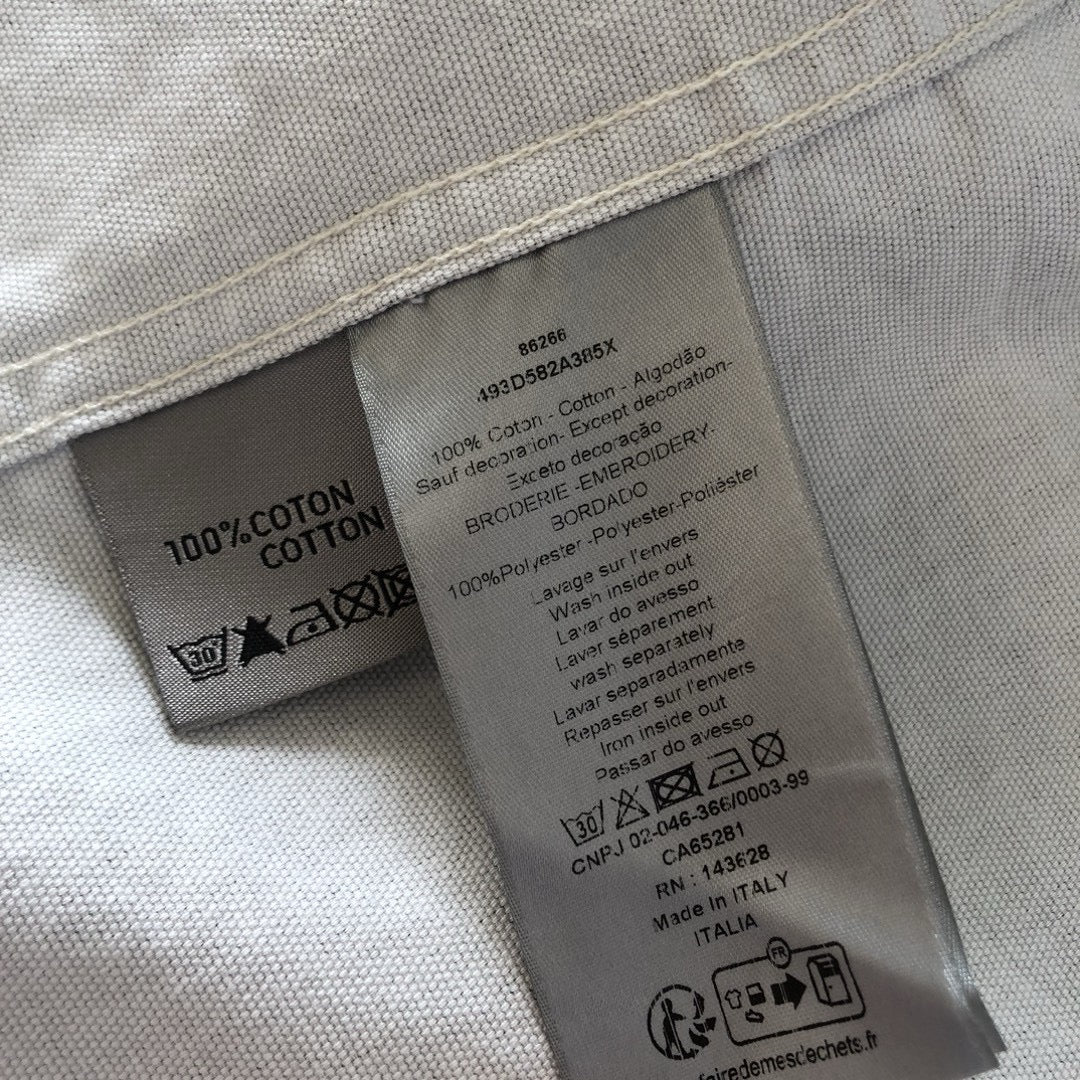 100%COTON
COTTON
30
86266
493D582A385X
100% Coton - Cotton - Algodão
Sauf decoration- Except decoration-
Exceto decoração
BRODERIE -EMBROIDERY-
BORDADO
100%Polyester -Polyester-Poliéster
Lavage sur l'envers
Wash inside out
Lavar do avesso
Laver séparement
wash separately
Lavar separadamente
Repasser sur l'envers
Iron inside out
Passar do avesso
30
CNPJ 02-046-366/0003-99
CA65281
RN : 143628
Made In ITALY
ITALIA
FR
fairedemesdechets.fr